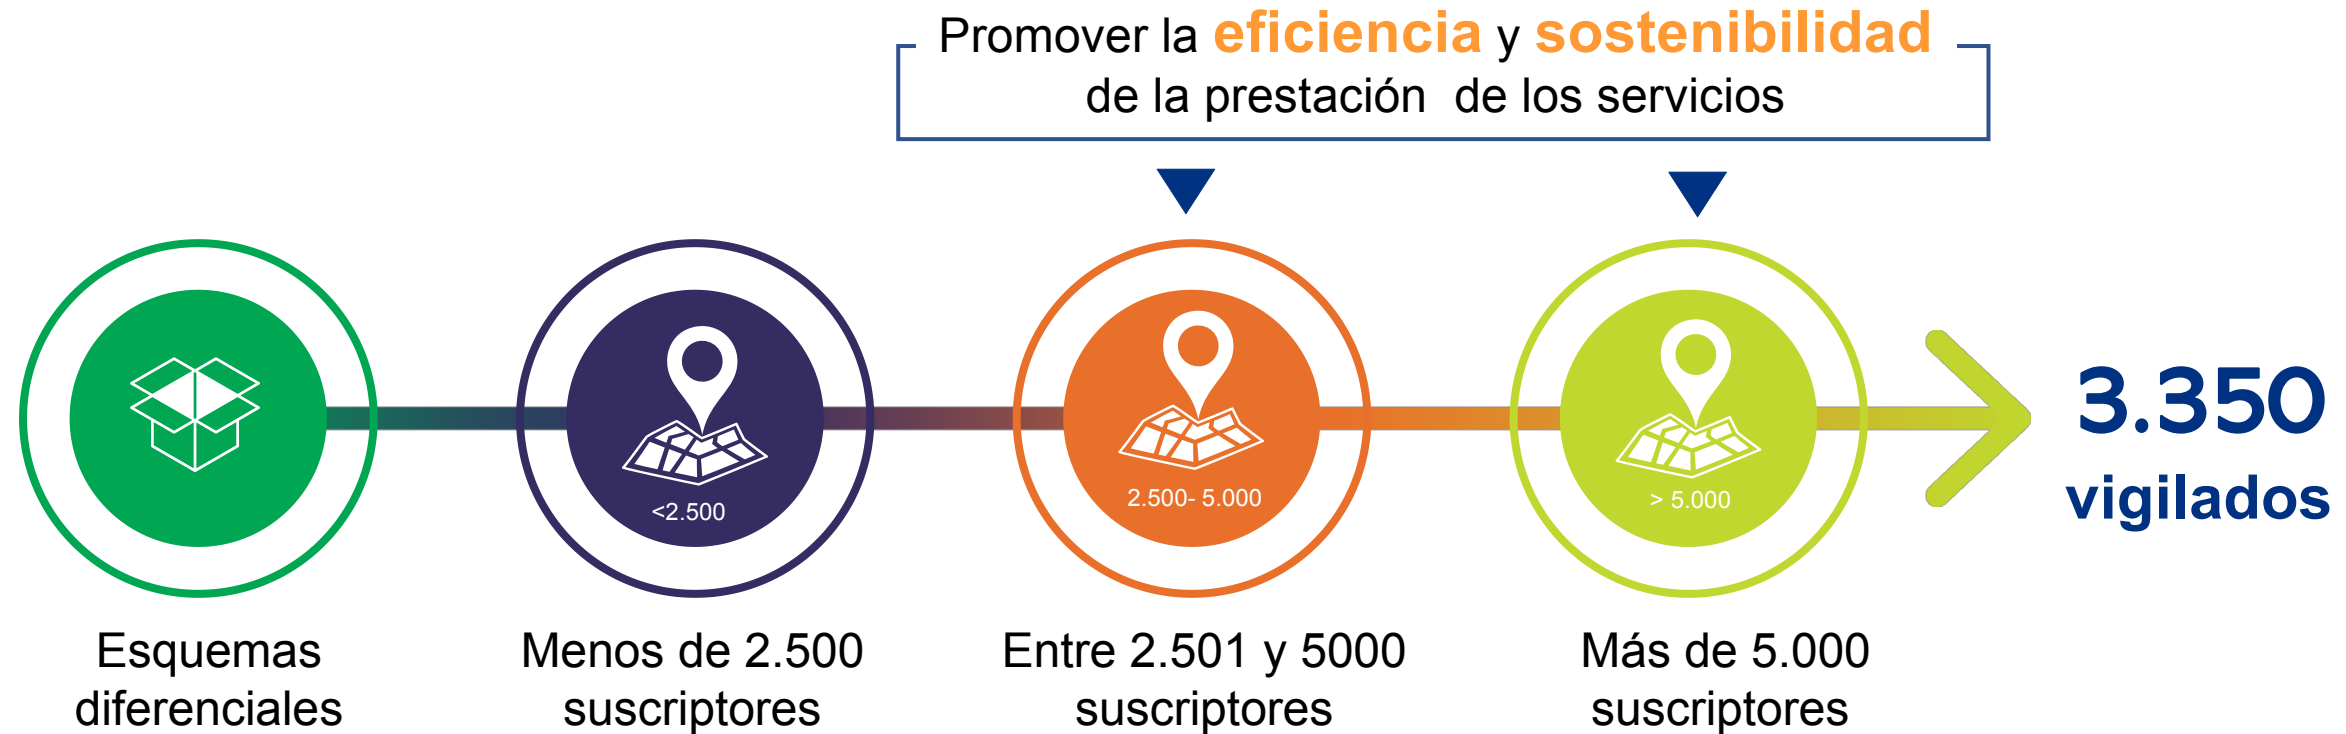 Promover la eficiencia y sostenibilidad
de la prestación de los servicios
<2.500
2.500- 5.000
> 5.000
3.350
vigilados
Esquemas
diferenciales
Menos de 2.500
suscriptores
Entre 2.501 y 5000
suscriptores
Más de 5.000
suscriptores